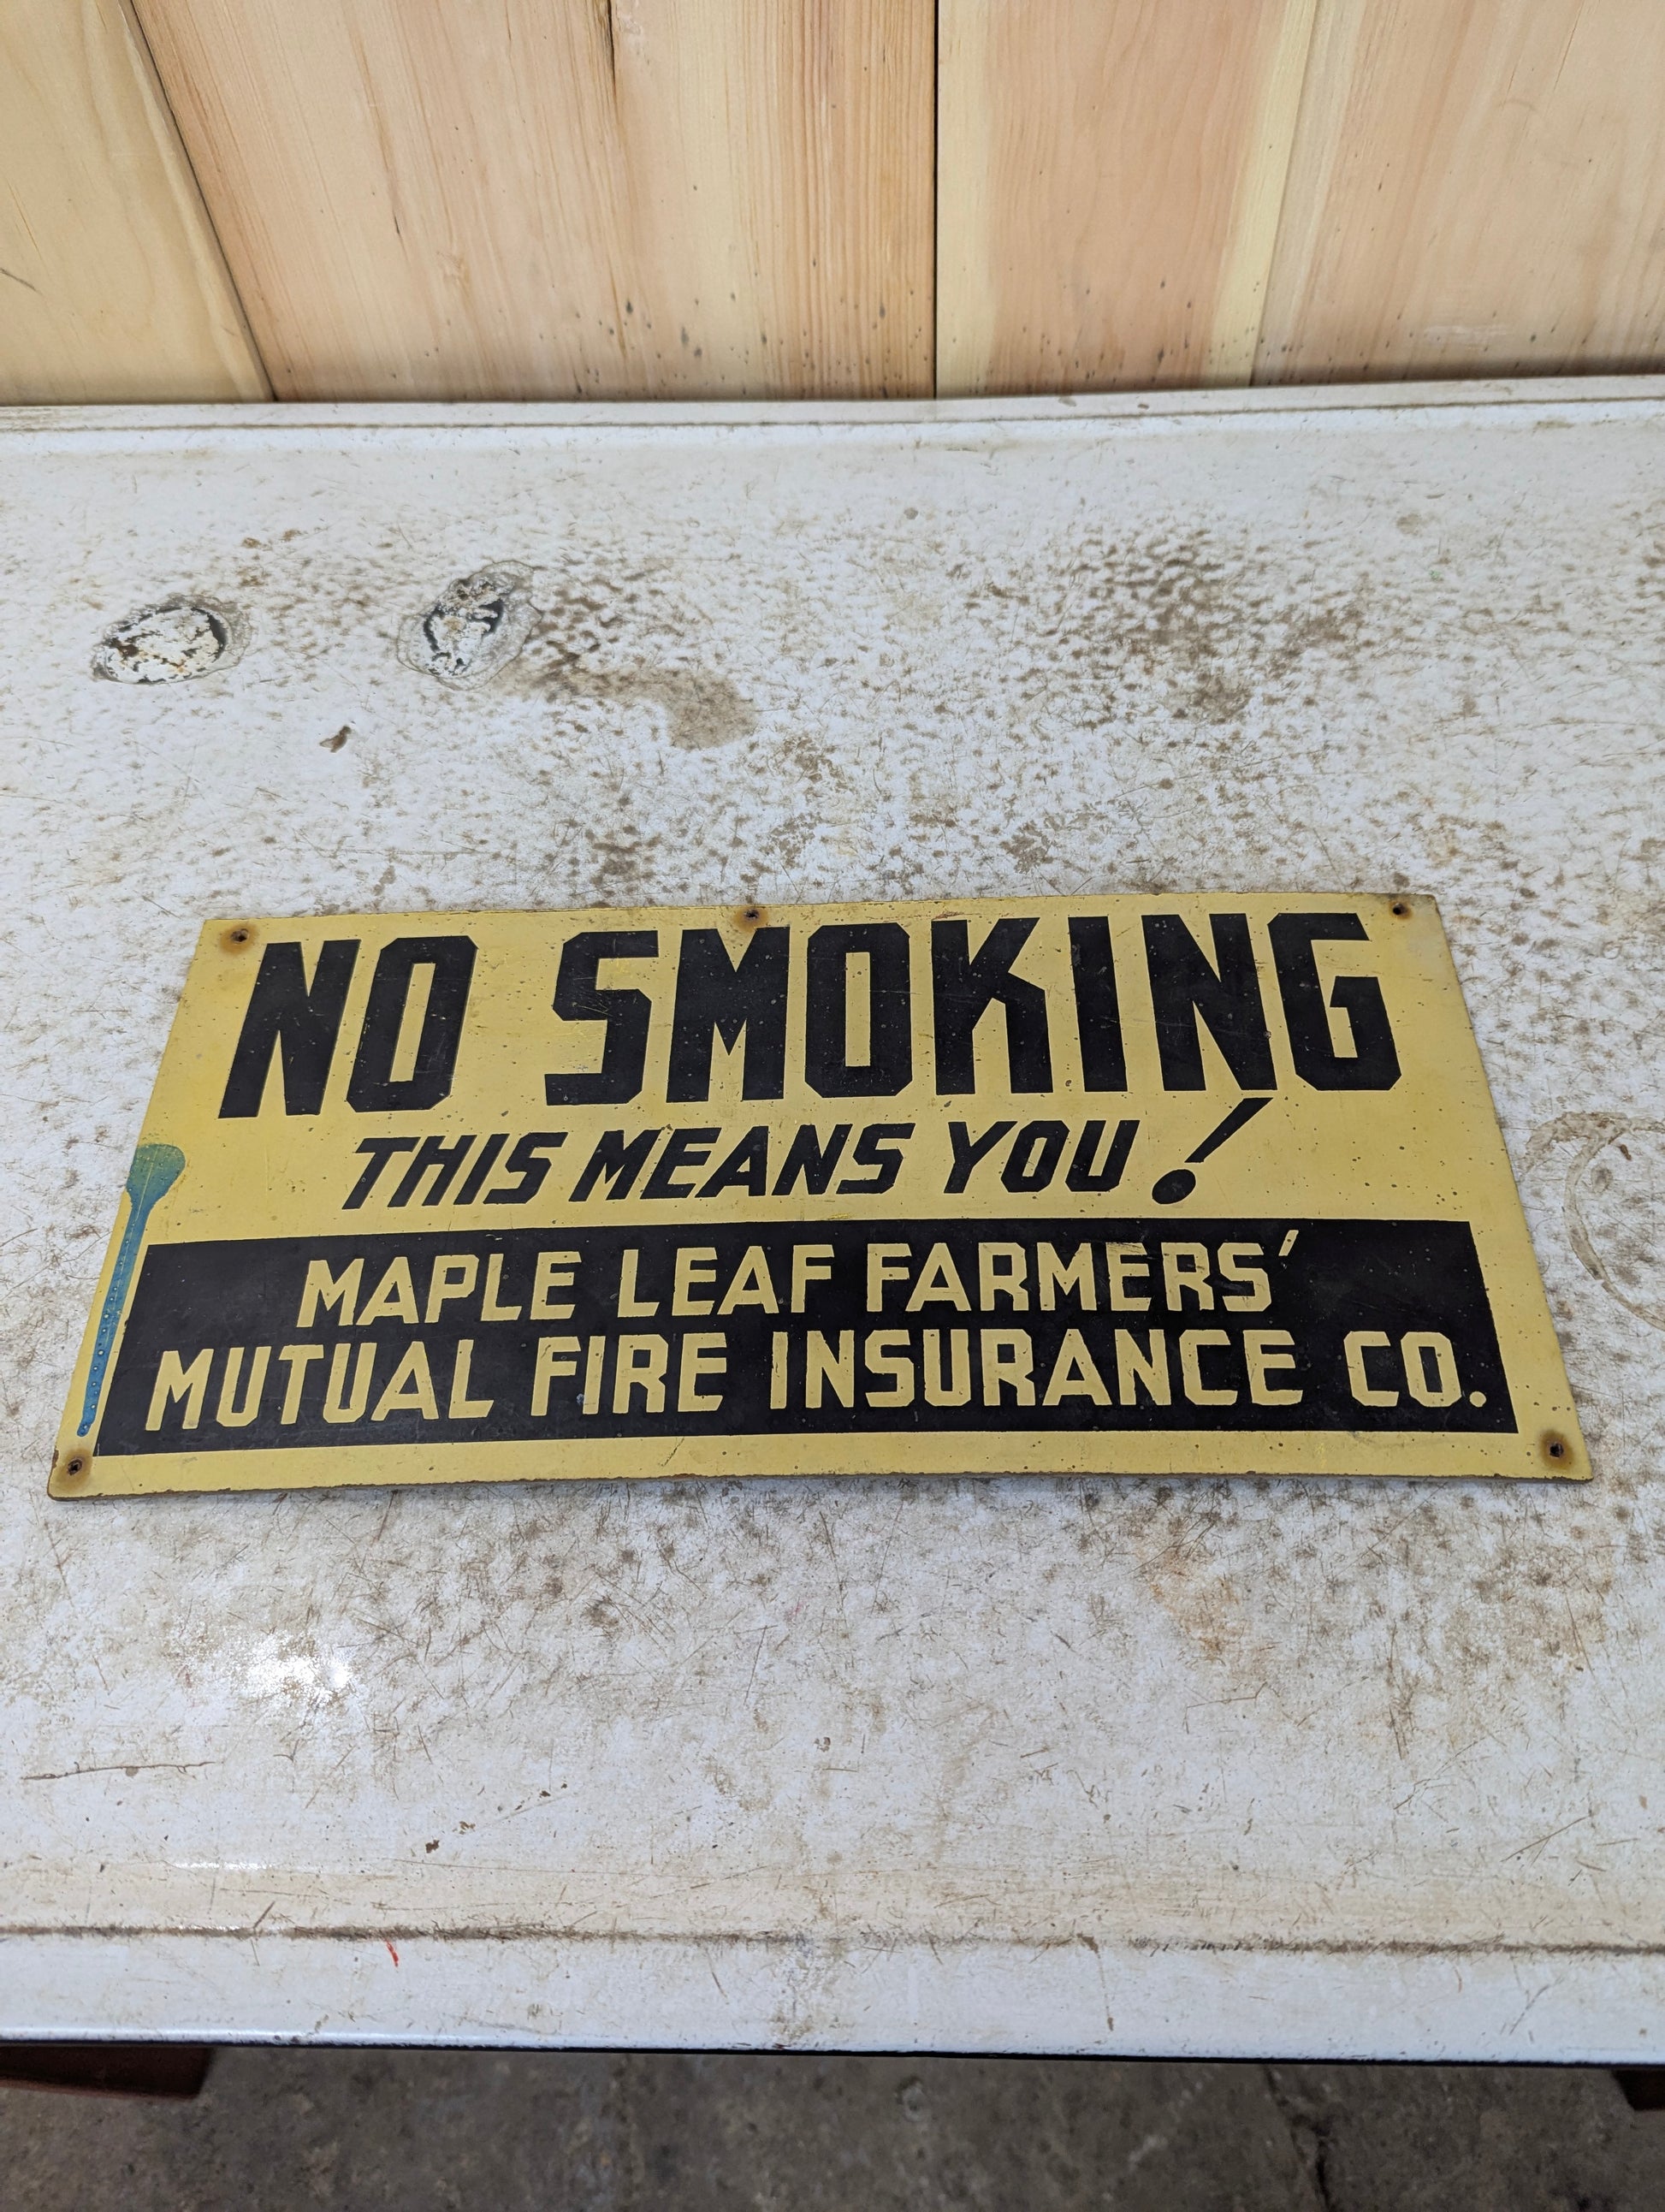 NO SMOKING
THIS MEANS YOU!
MAPLE LEAF FARMERS'
MUTUAL FIRE INSURANCE CO.